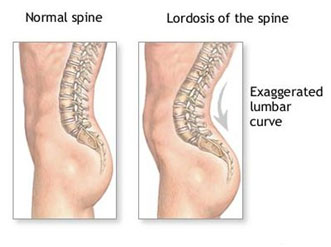 Normal spine
Lordosis of the spine
Exaggerated
lumbar
curve